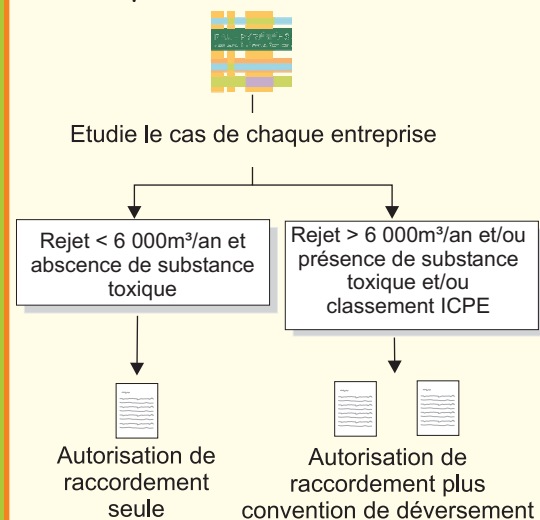 Etudie le cas de chaque entreprise
Rejet < 6 000m³/an et
abscence de substance
toxique
Rejet > 6 000m³/an et/ou
présence de substance
toxique et/ou
classement ICPE
Autorisation de
raccordement
seule
Autorisation de
raccordement plus
convention de déversement